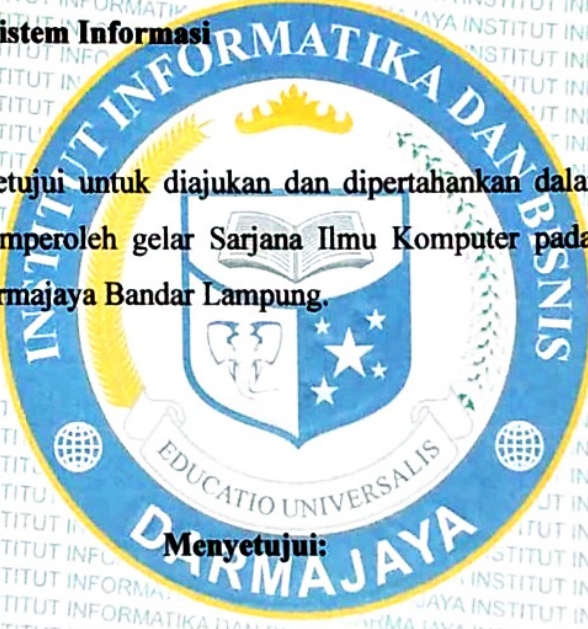 istem Informasi
etujui untuk diajukan dan dipertahankan dala
mperoleh gelar Sarjana Ilmu Komputer pada
rmajaya Bandar Lampung.
INSTITUT INFORMATIKA DAN BISNIS
EDUCATIO UNIVERSALIS
DARMAJAYA
Menyetujui: